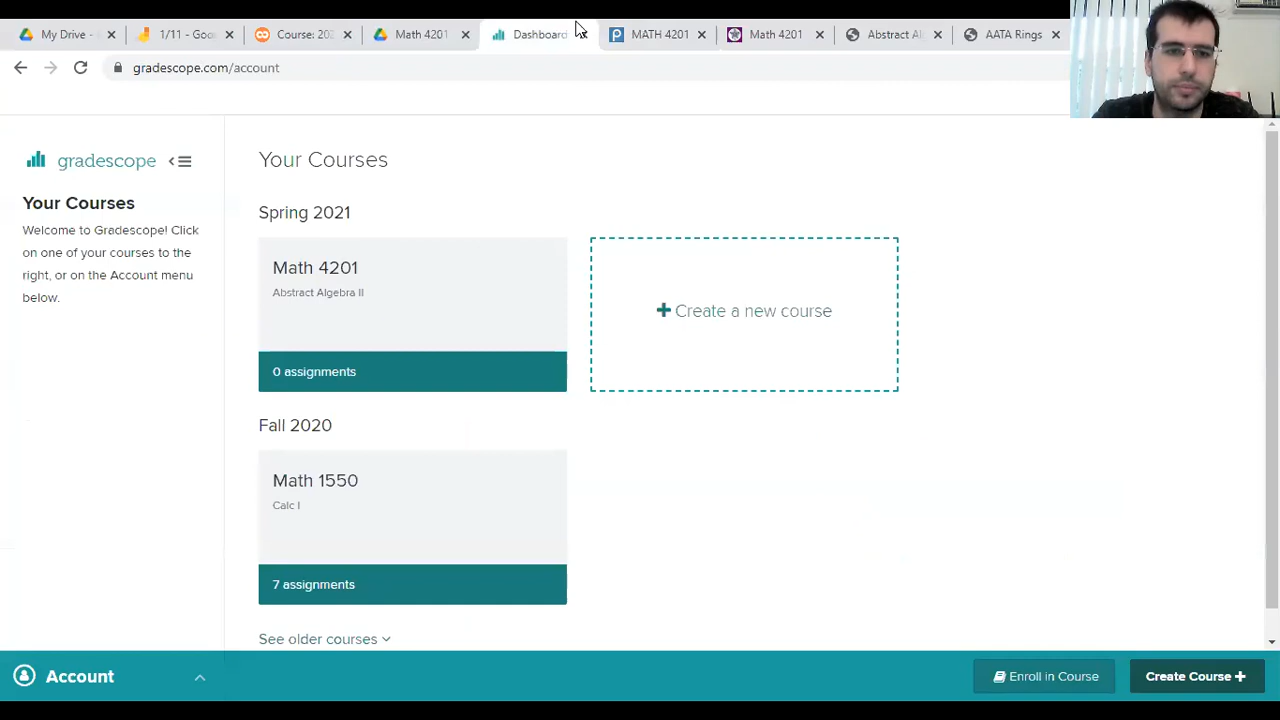 My Drive -
1/11 - Goo
Course: 202
Math 4201
Dashboard
MATH 4201
Math 4201
Abstract Al
AATA Rings
gradescope.com/account
gradescope
Your Courses
Welcome to Gradescope! Click
on one of your courses to the
right, or on the Account menu
below.
Your Courses
Spring 2021
Math 4201
Abstract Algebra II
0 assignments
+ Create a new course
Fall 2020
Math 1550
Calc I
7 assignments
See older courses
Account
Enroll in Course
Create Course +